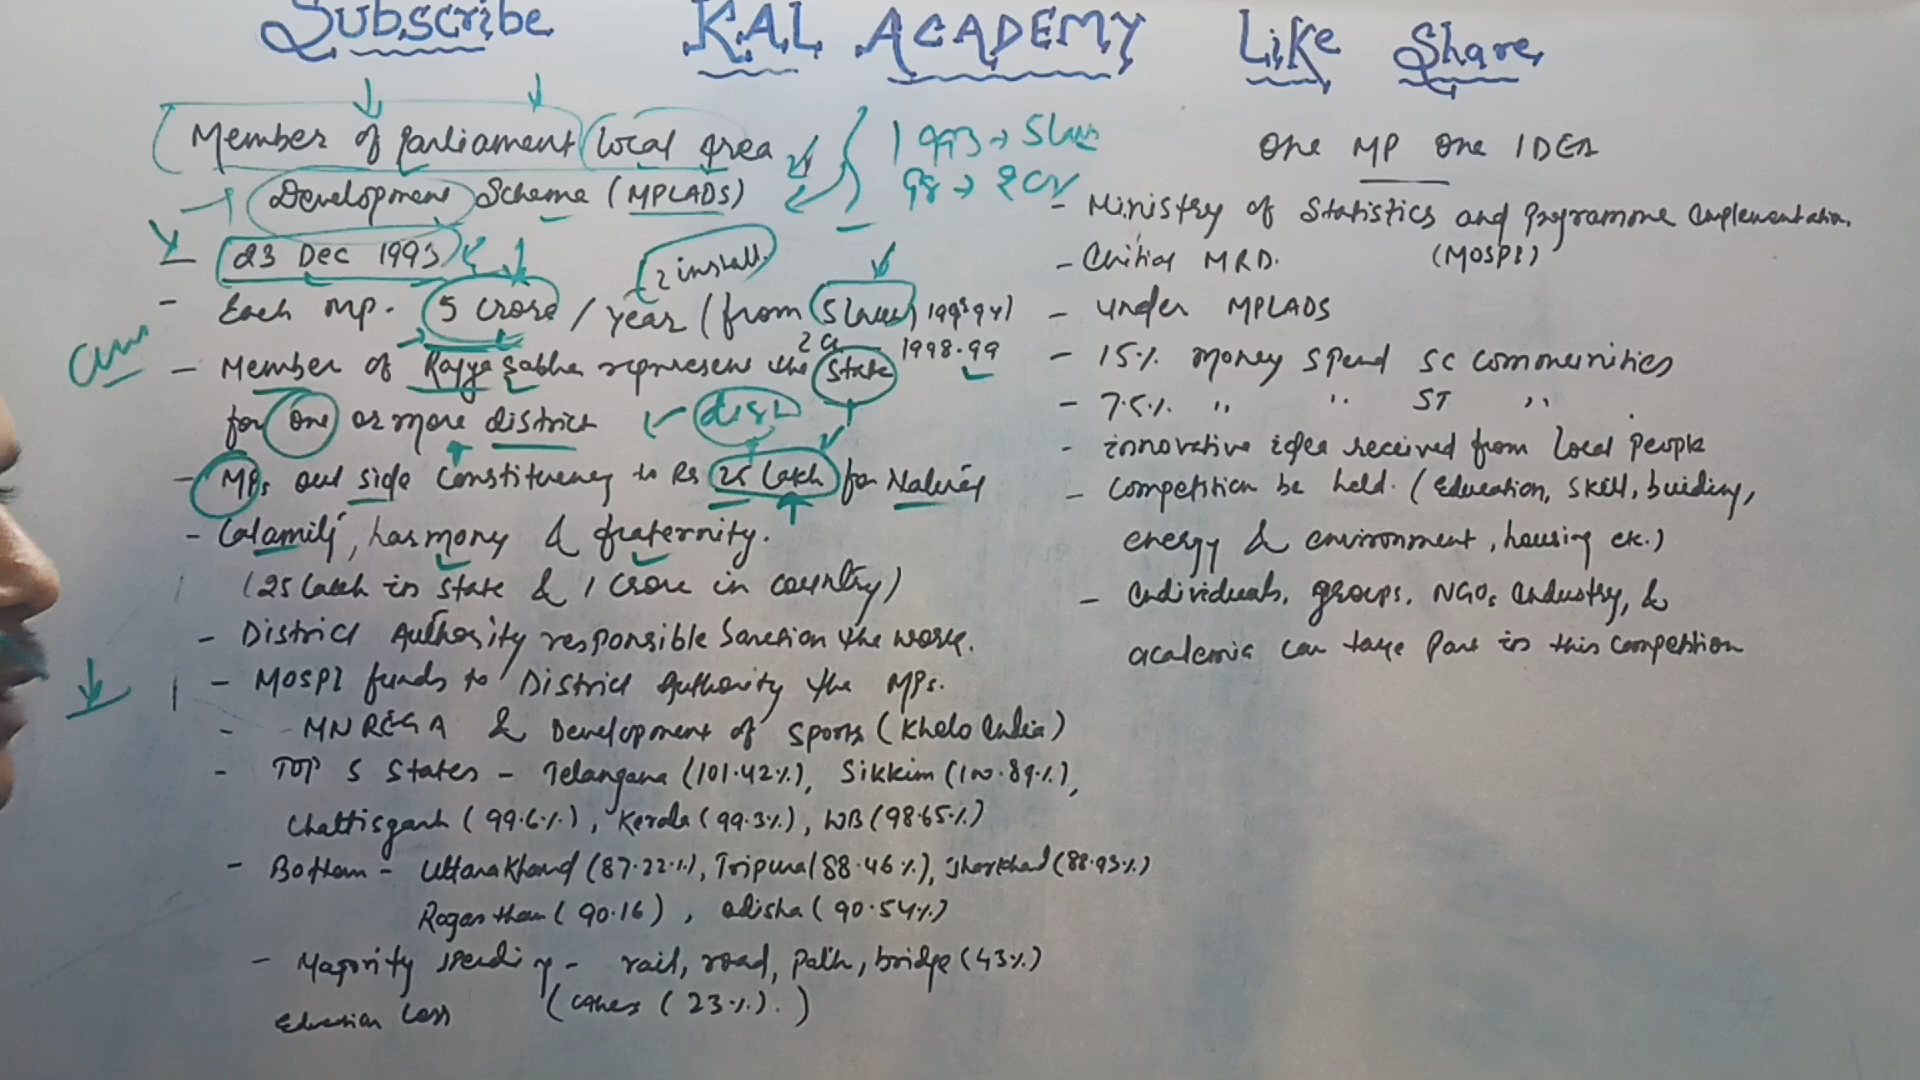 Subscribe KAL ACADEMY Like Share
Member of Parliament local area
Development Scheme (MPLADS)
1993 → 5 lac
98 → 2 cr
- 23 Dec 1993
2 install.
- Each MP. 5 crore / year (from 5 lacs) 1993-94)
2 cr 1998-99
- Member of Rajya Sabha represent the state
for one or more district
dist
- MPs out side constituency to Rs 25 lakh for Natural
- Calamity, harmony & fraternity.
(25 lakh in state & 1 crore in country)
- District Authority responsible sanction the work.
- MOSPI funds to District Authority the MPs.
- MNREGA & Development of sports (Khelo India)
- TOP 5 States - Telangana (101.42%), Sikkim (100.89%),
Chattisgarh (99.6%), Kerala (99.3%), WB (98.65%)
- Bottom - Uttarakhand (87.22%), Tripura (88.46%), Jharkhand (88.93%)
Ragasthan (90.16), odisha (90.54%)
- Majority spending - rail, road, path, bridge (43%)
Education Less (others (23%).)
One MP One IDEA
- Ministry of Statistics and Programme Implementation.
(MOSPI)
- Initial MRD.
- under MPLADS
- 15% money spend SC communities
- 7.5% " " ST "
- innovative idea received from local people
- competition be held. (Education, skill, building,
energy & environment, housing etc.)
- Individuals, groups, NGOs industry, &
academia can take part in this competition